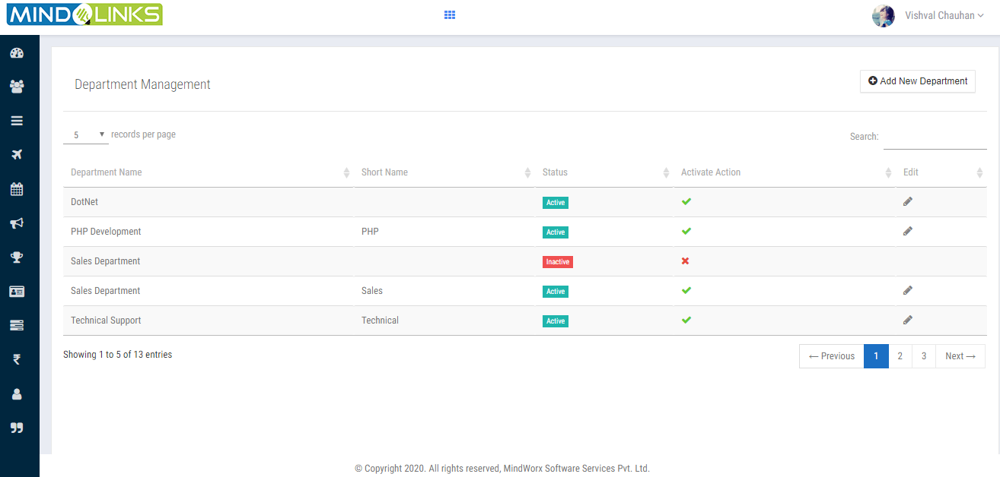 MINDLINKS
Vishval Chauhan
Department Management
Add New Department
5 records per page
Search:
Department Name Short Name Status Activate Action Edit
DotNet Active
PHP Development PHP Active
Sales Department Inactive
Sales Department Sales Active
Technical Support Technical Active
Showing 1 to 5 of 13 entries
← Previous 1 2 3 Next →
© Copyright 2020. All rights reserved, MindWorx Software Services Pvt. Ltd.